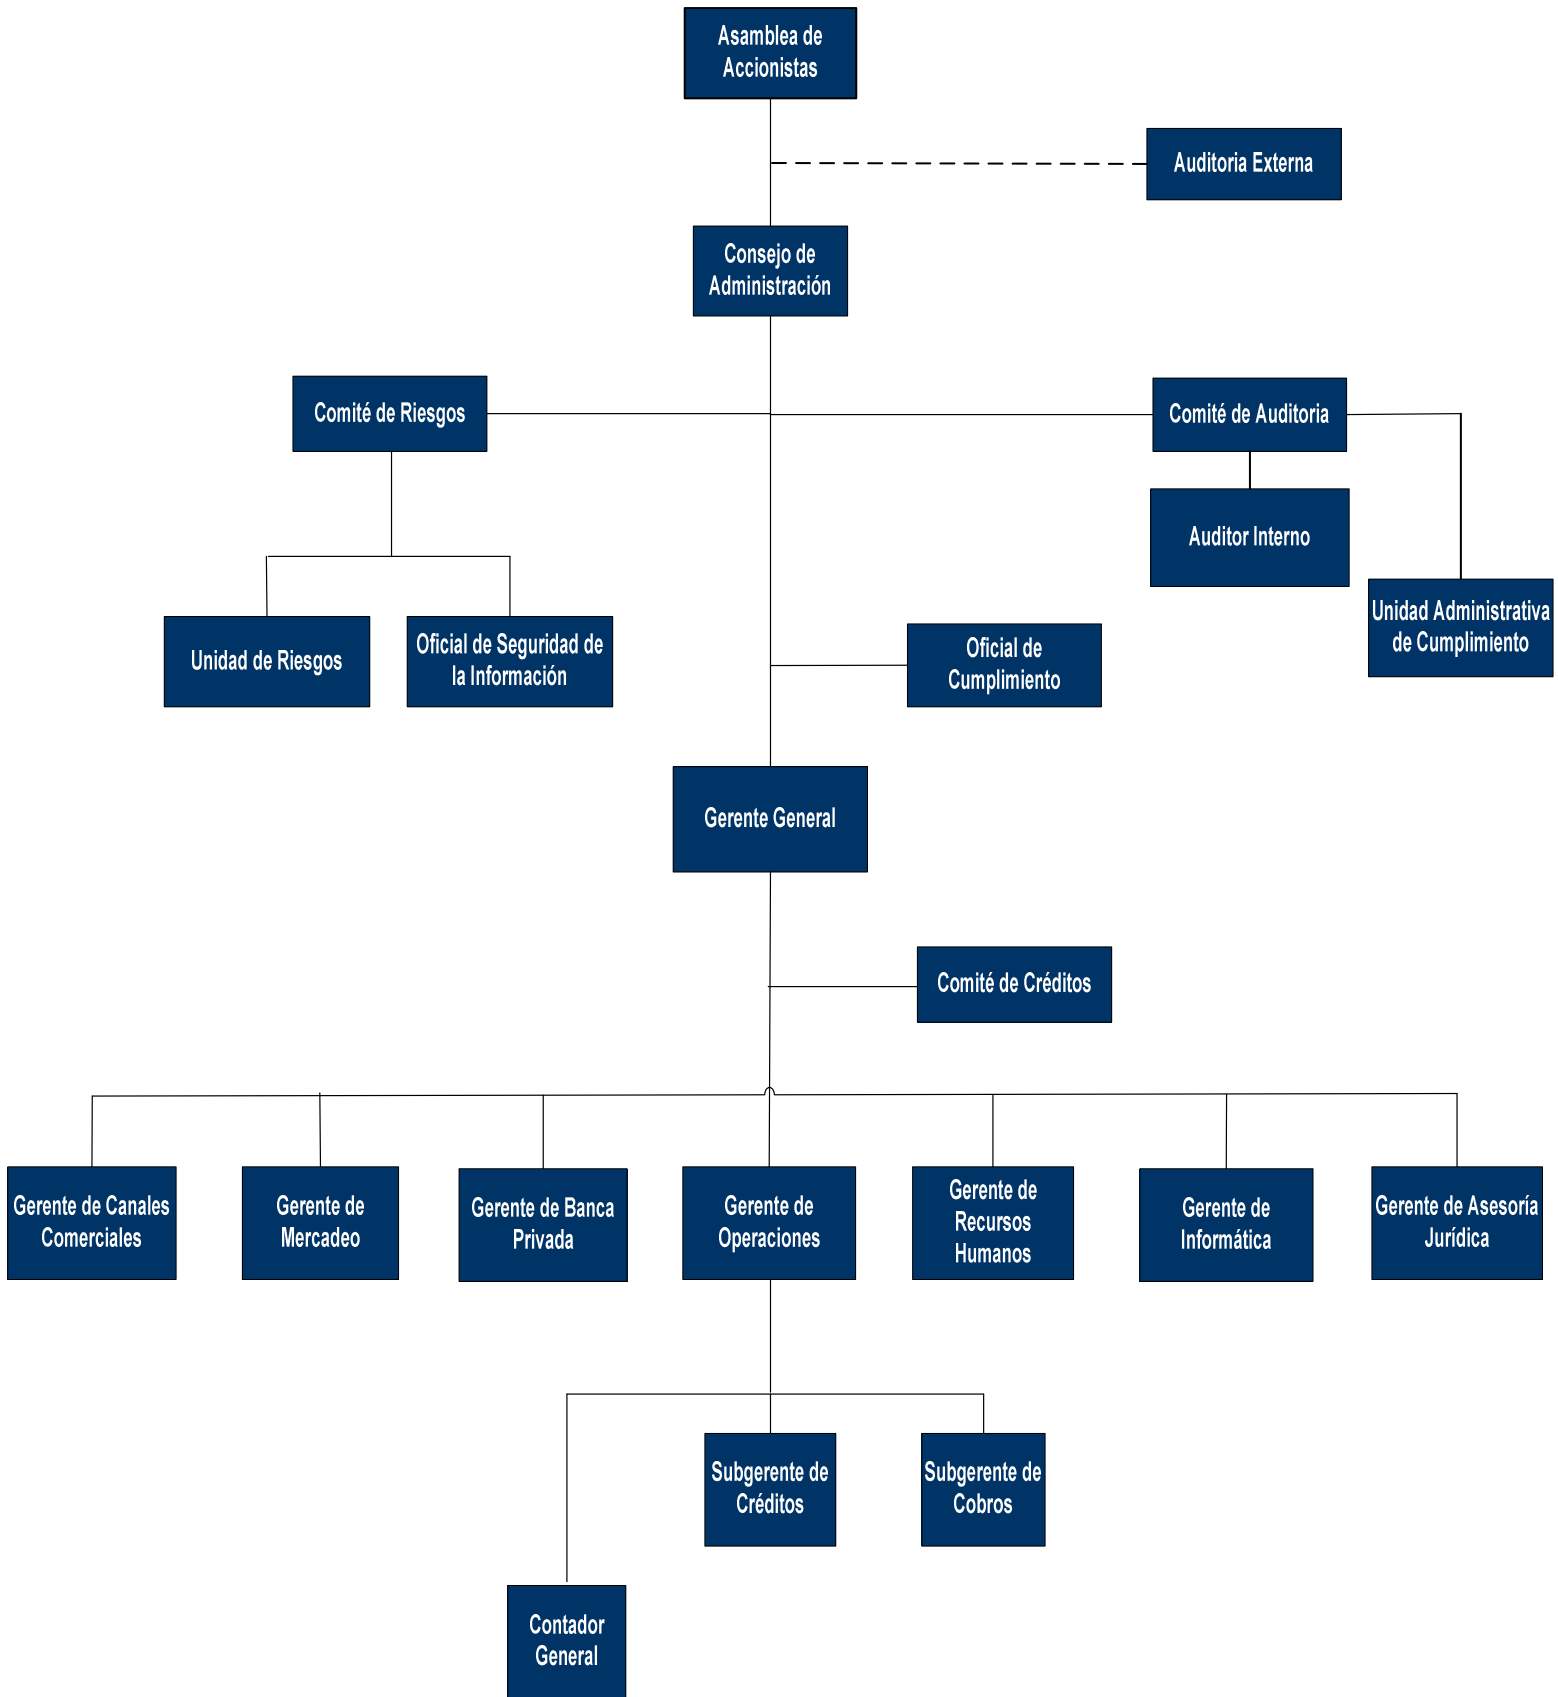 Asamblea de
Accionistas
Auditoria Externa
Consejo de
Administración
Comité de Riesgos
Comité de Auditoria
Auditor Interno
Unidad Administrativa
de Cumplimiento
Unidad de Riesgos
Oficial de Seguridad de
la Información
Oficial de
Cumplimiento
Gerente General
Comité de Créditos
Gerente de Canales
Comerciales
Gerente de
Mercadeo
Gerente de Banca
Privada
Gerente de
Operaciones
Gerente de
Recursos
Humanos
Gerente de
Informática
Gerente de Asesoría
Jurídica
Subgerente de
Créditos
Subgerente de
Cobros
Contador
General